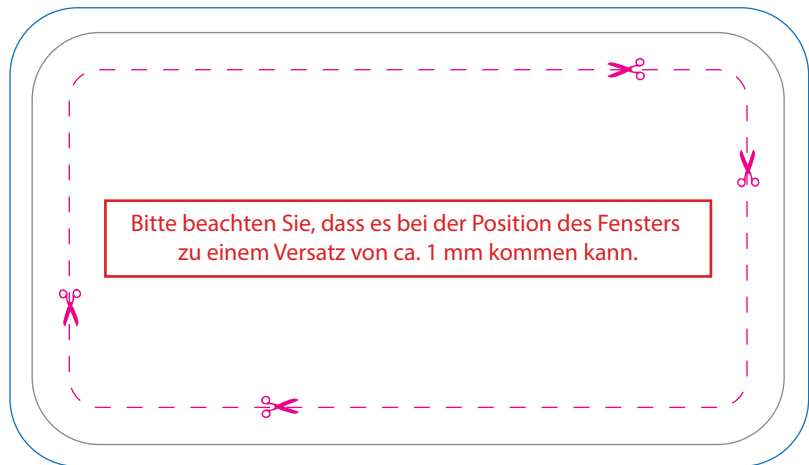 Bitte beachten Sie, dass es bei der Position des Fensters
zu einem Versatz von ca. 1 mm kommen kann.